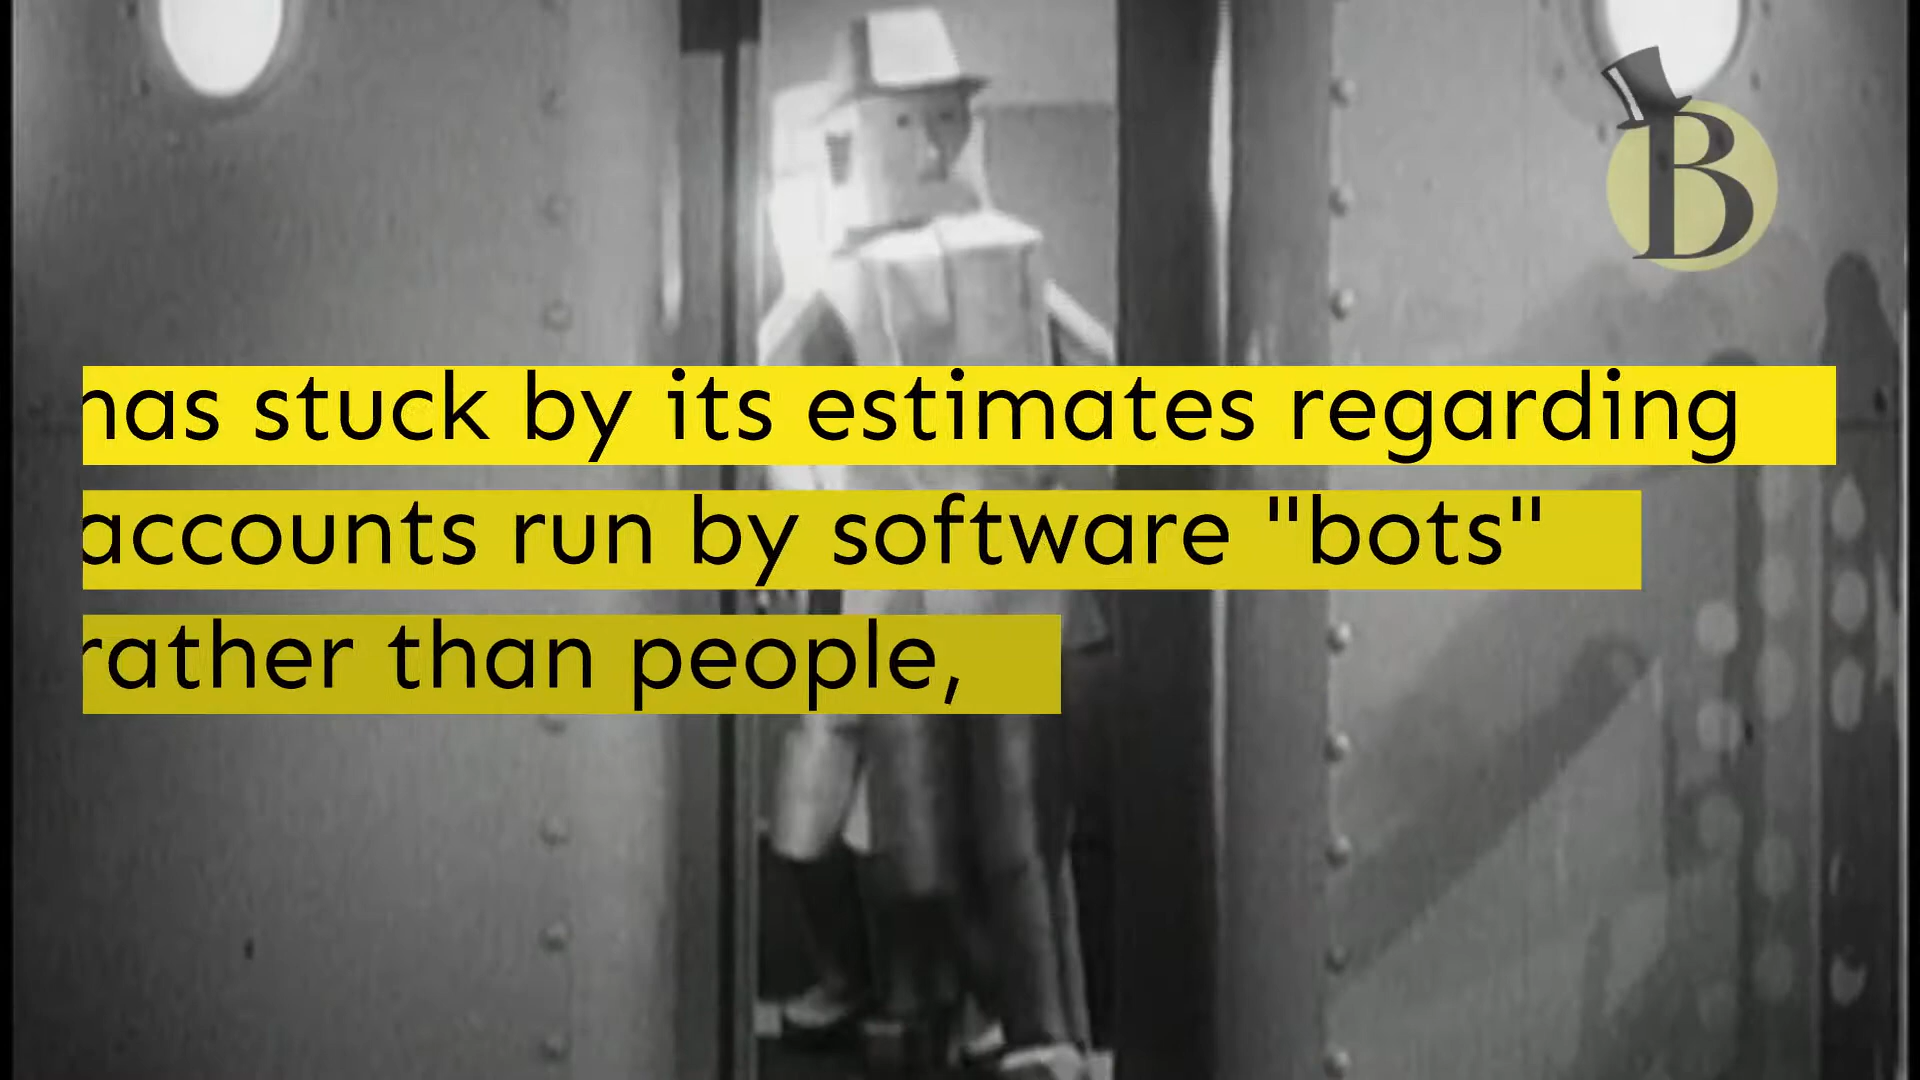 B
has stuck by its estimates regarding
accounts run by software "bots"
rather than people,